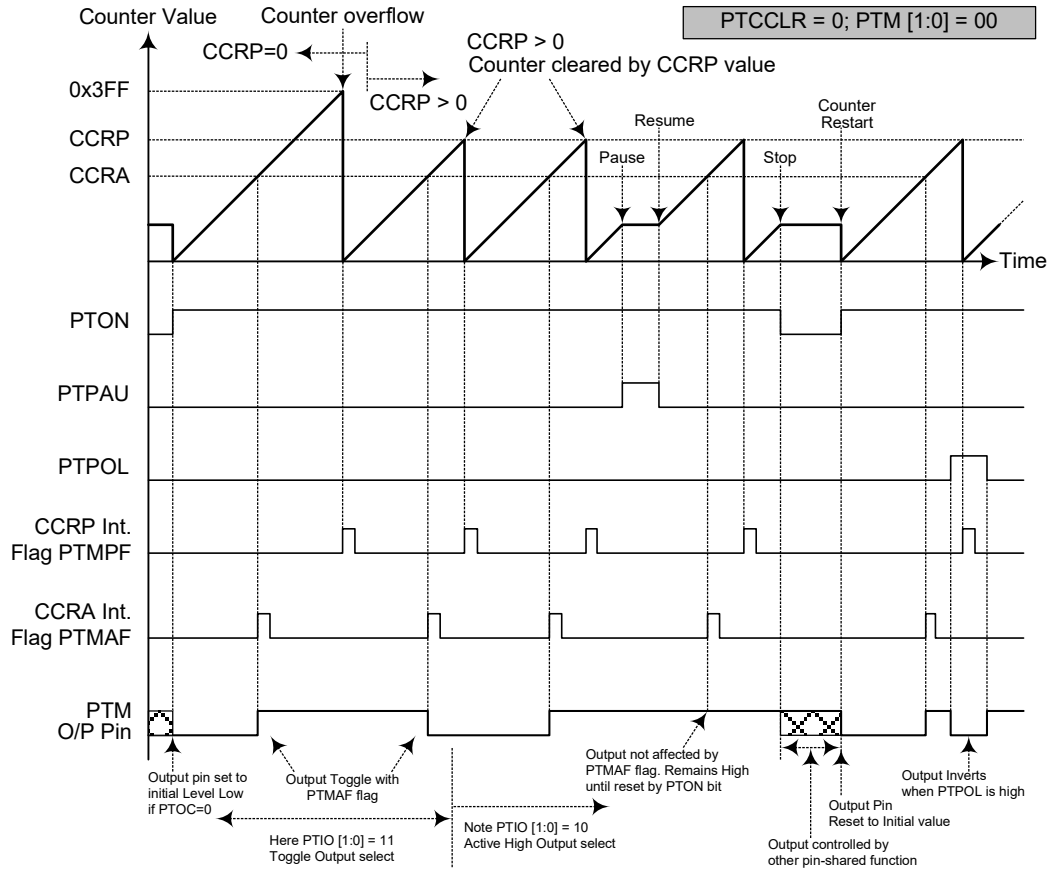 Counter Value
Counter overflow
PTCCLR = 0; PTM [1:0] = 00
CCRP=0
CCRP > 0
CCRP > 0
Counter cleared by CCRP value
0x3FF
CCRP
CCRA
Pause
Resume
Stop
Counter
Restart
Time
PTON
PTPAU
PTPOL
CCRP Int.
Flag PTMPF
CCRA Int.
Flag PTMAF
PTM
O/P Pin
Output pin set to
initial Level Low
if PTOC=0
Output Toggle with
PTMAF flag
Here PTIO [1:0] = 11
Toggle Output select
Note PTIO [1:0] = 10
Active High Output select
Output not affected by
PTMAF flag. Remains High
until reset by PTON bit
Output controlled by
other pin-shared function
Output Pin
Reset to Initial value
Output Inverts
when PTPOL is high